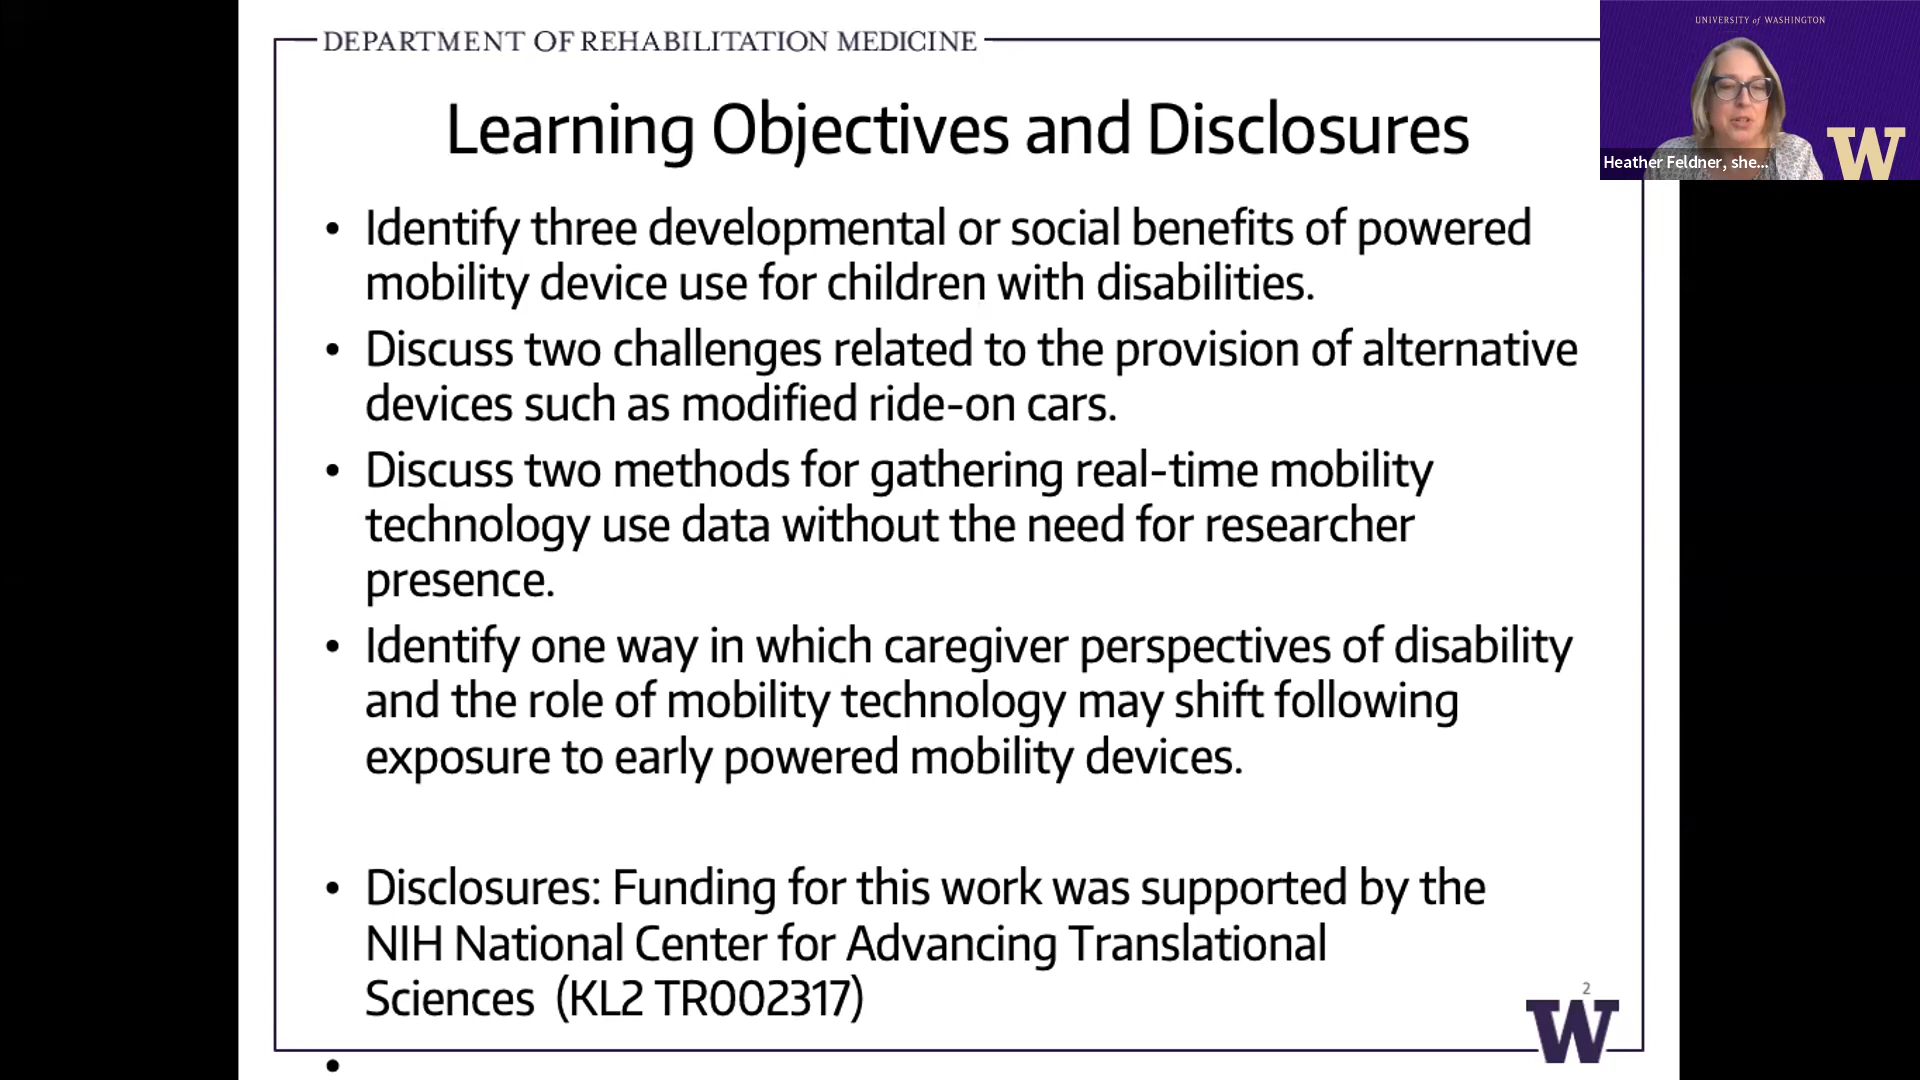 DEPARTMENT OF REHABILITATION MEDICINE
UNIVERSITY of WASHINGTON
W
Heather Feldner, she...
Learning Objectives and Disclosures
• Identify three developmental or social benefits of powered
mobility device use for children with disabilities.
• Discuss two challenges related to the provision of alternative
devices such as modified ride-on cars.
• Discuss two methods for gathering real-time mobility
technology use data without the need for researcher
presence.
• Identify one way in which caregiver perspectives of disability
and the role of mobility technology may shift following
exposure to early powered mobility devices.
• Disclosures: Funding for this work was supported by the
NIH National Center for Advancing Translational
Sciences (KL2 TR002317)
•
2
W